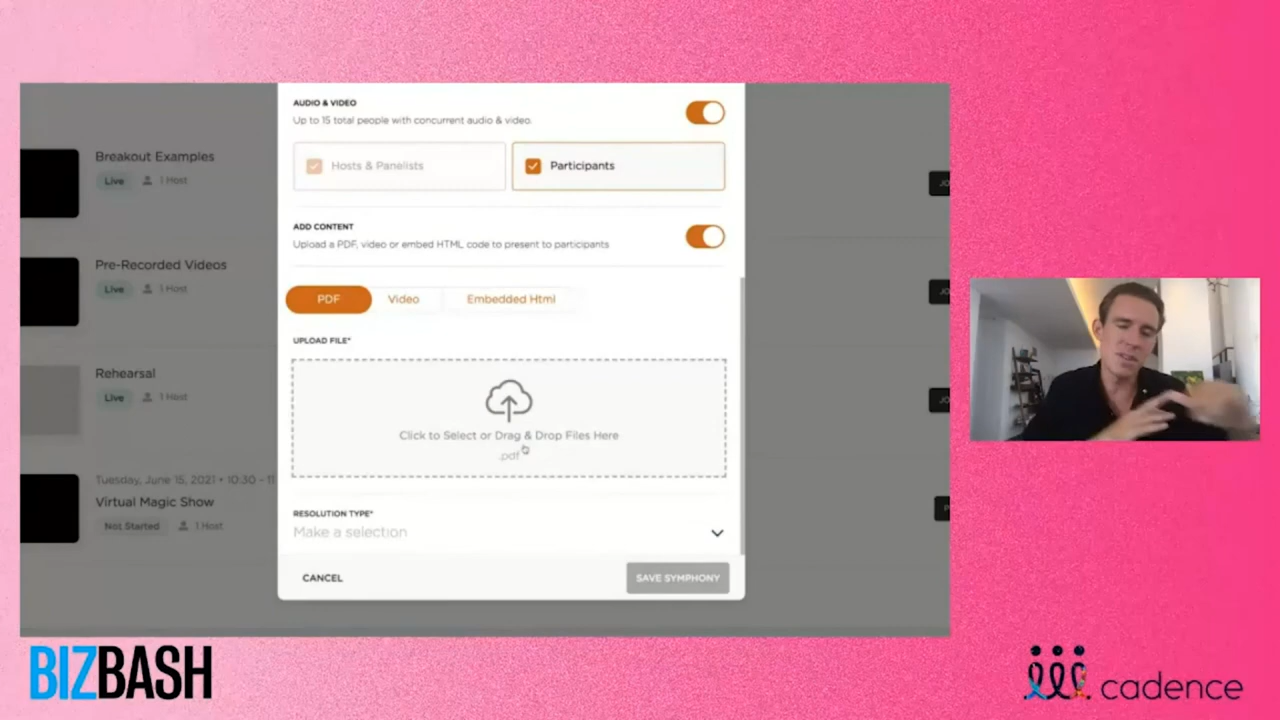 AUDIO & VIDEO
Up to 15 total people with concurrent audio & video.
Hosts & Panelists
Participants
ADD CONTENT
Upload a PDF, video or embed HTML code to present to participants
PDF
Video
Embedded Html
UPLOAD FILE*
Click to Select or Drag & Drop Files Here
.pdf
RESOLUTION TYPE*
Make a selection
CANCEL
SAVE SYMPHONY
Breakout Examples
Live
1 Host
JO
Pre-Recorded Videos
Live
1 Host
JO
Rehearsal
Live
1 Host
JO
Tuesday, June 15, 2021 • 10:30 - 11
Virtual Magic Show
Not Started
1 Host
P
BIZBASH
cadence